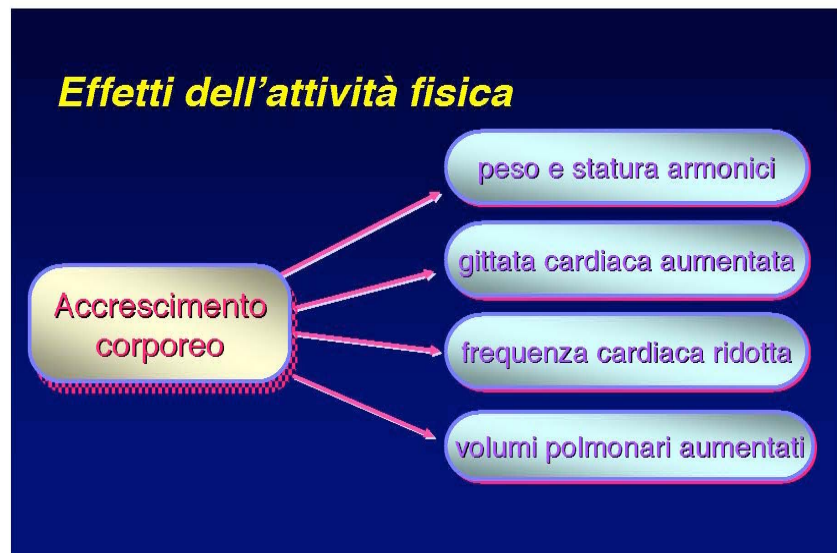 Effetti dell'attività fisica
peso e statura armonici
gittata cardiaca aumentata
Accrescimento
corporeo
frequenza cardiaca ridotta
volumi polmonari aumentati